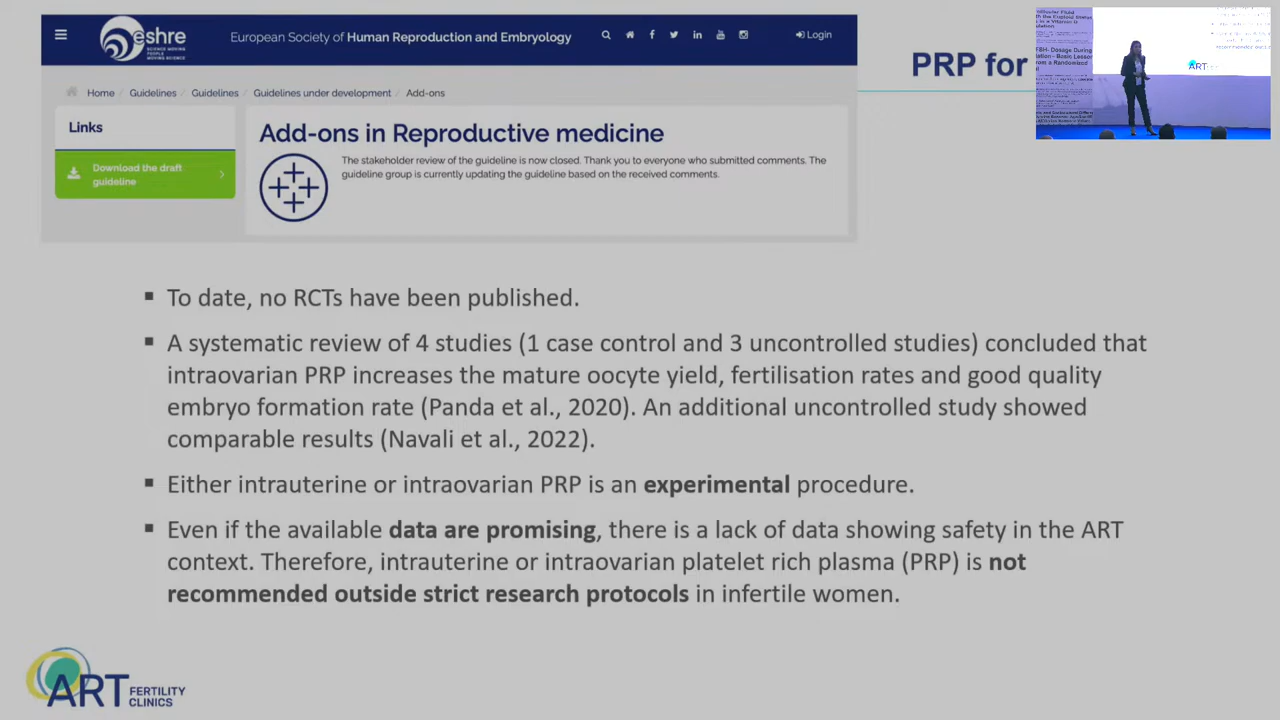 eshre
SCIENCE MOVING
PEOPLE
MOVING SCIENCE
European Society of Human Reproduction and Embr
Login
PRP for
ART
Home / Guidelines / Guidelines / Guidelines under development / Add-ons
Links
Download the draft
guideline
Add-ons in Reproductive medicine
The stakeholder review of the guideline is now closed. Thank you to everyone who submitted comments. The
guideline group is currently updating the guideline based on the received comments.
▪ To date, no RCTs have been published.
▪ A systematic review of 4 studies (1 case control and 3 uncontrolled studies) concluded that
intraovarian PRP increases the mature oocyte yield, fertilisation rates and good quality
embryo formation rate (Panda et al., 2020). An additional uncontrolled study showed
comparable results (Navali et al., 2022).
▪ Either intrauterine or intraovarian PRP is an experimental procedure.
▪ Even if the available data are promising, there is a lack of data showing safety in the ART
context. Therefore, intrauterine or intraovarian platelet rich plasma (PRP) is not
recommended outside strict research protocols in infertile women.
ART FERTILITY
CLINICS